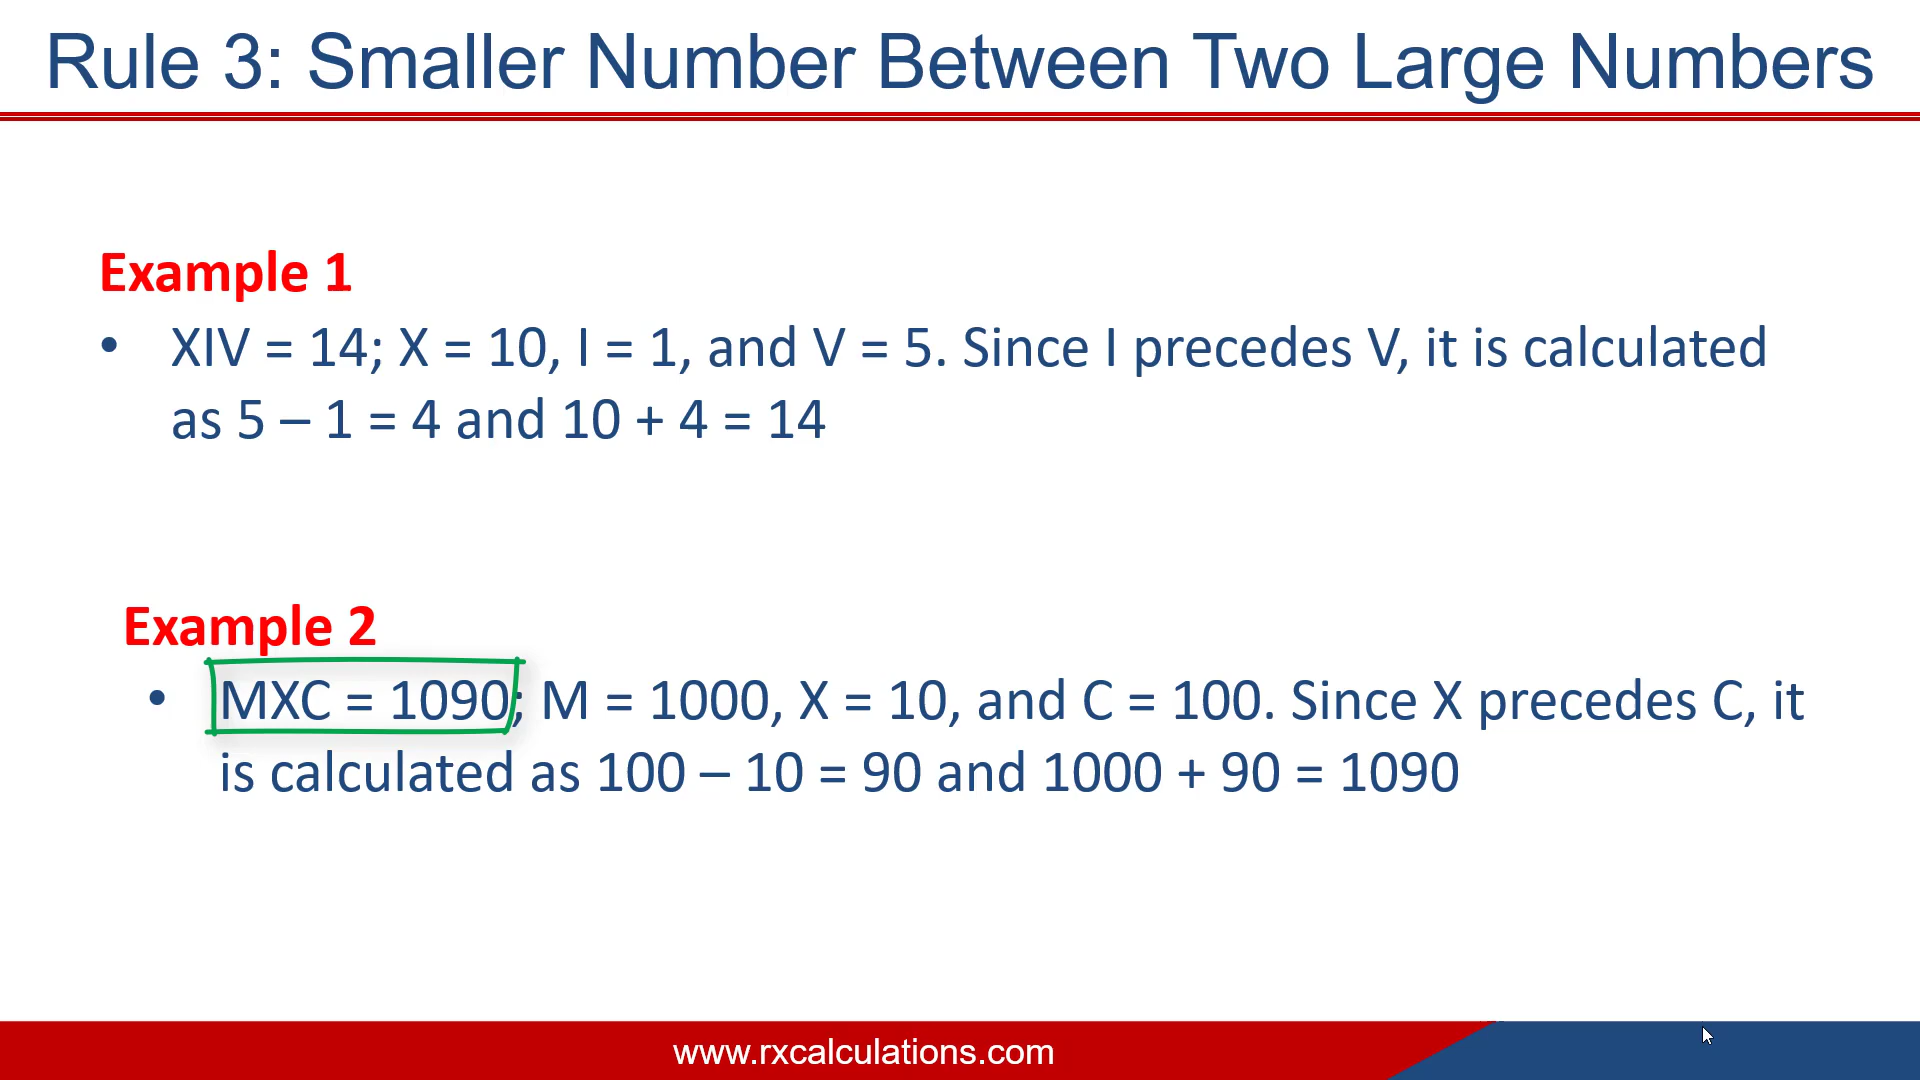 Rule 3: Smaller Number Between Two Large Numbers
Example 1
• XIV = 14; X = 10, I = 1, and V = 5. Since I precedes V, it is calculated
as 5 – 1 = 4 and 10 + 4 = 14
Example 2
• MXC = 1090; M = 1000, X = 10, and C = 100. Since X precedes C, it
is calculated as 100 – 10 = 90 and 1000 + 90 = 1090
www.rxcalculations.com